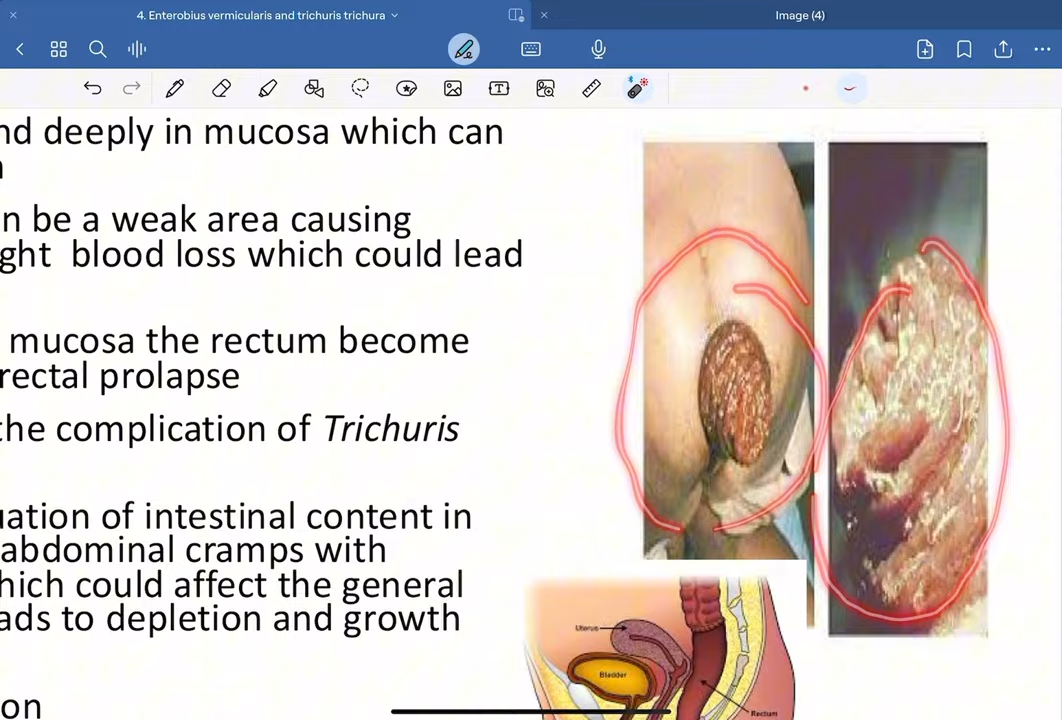 4. Enterobius vermicularis and trichuris trichura
Image (4)
nd deeply in mucosa which can
n be a weak area causing
ght blood loss which could lead
mucosa the rectum become
rectal prolapse
the complication of Trichuris
uation of intestinal content in
abdominal cramps with
hich could affect the general
ads to depletion and growth
on
Uterus
Bladder
Rectum